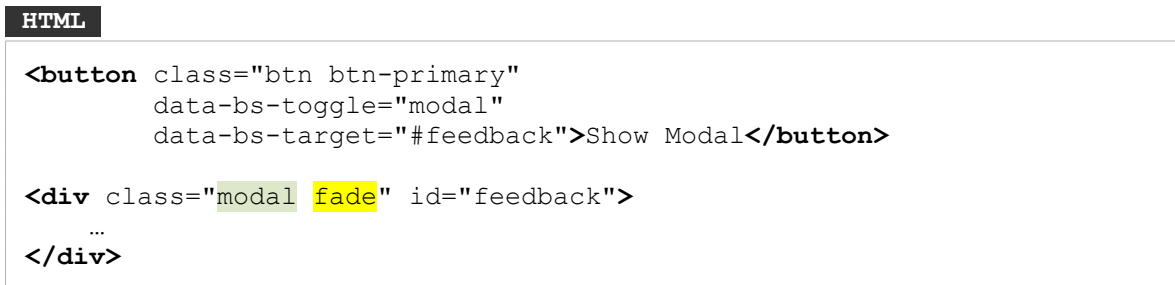 HTML
<button class="btn btn-primary"
data-bs-toggle="modal"
data-bs-target="#feedback">Show Modal</button>
<div class="modal fade" id="feedback">
…
</div>